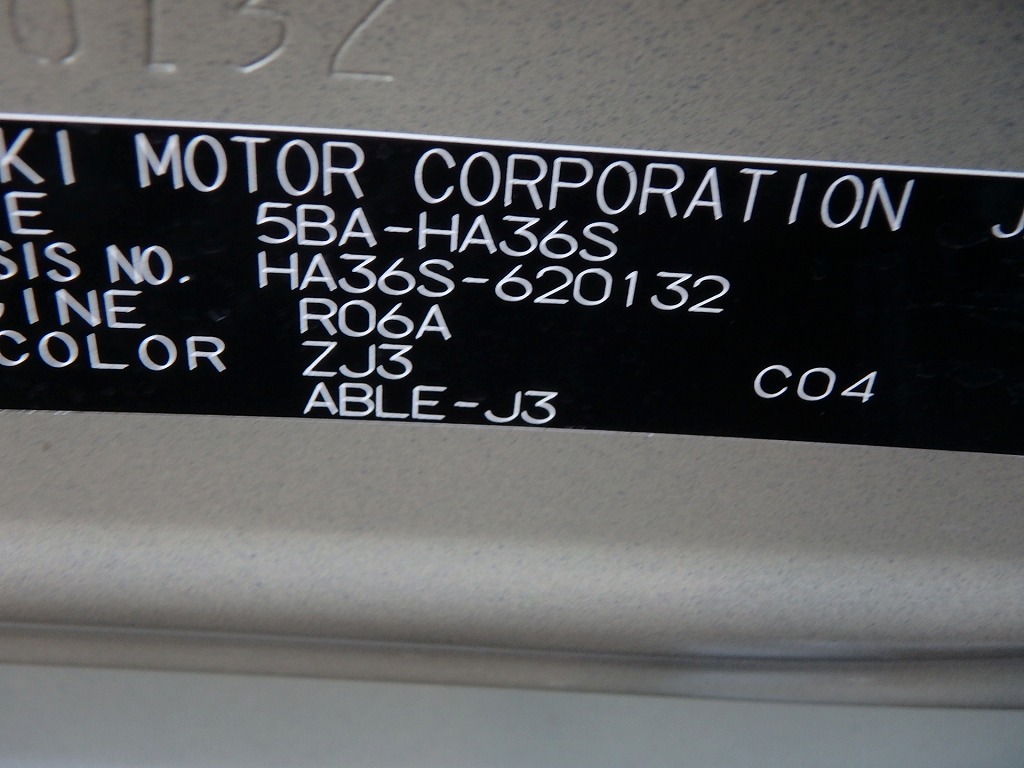 0132
KI MOTOR CORPORATION J
E 5BA-HA36S
SIS NO. HA36S-620132
INE R06A
COLOR ZJ3 C04
ABLE-J3